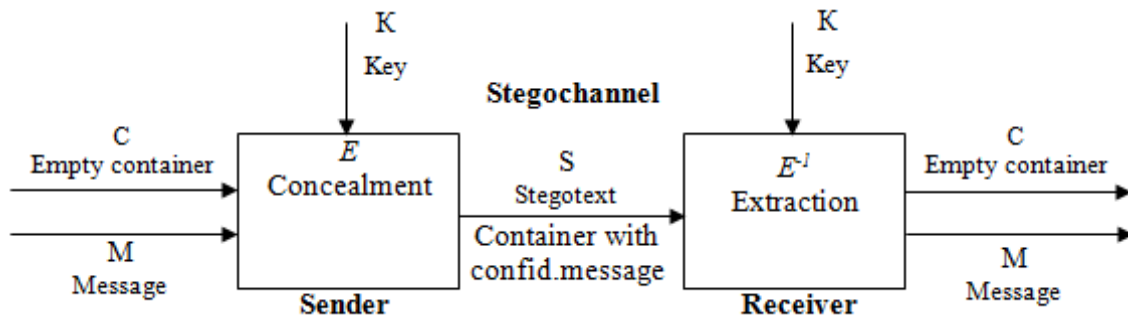 K
Key
K
Key
Stegochannel
C
Empty container
M
Message
E
Concealment
Sender
S
Stegotext
Container with
confid.message
E⁻¹
Extraction
Receiver
C
Empty container
M
Message